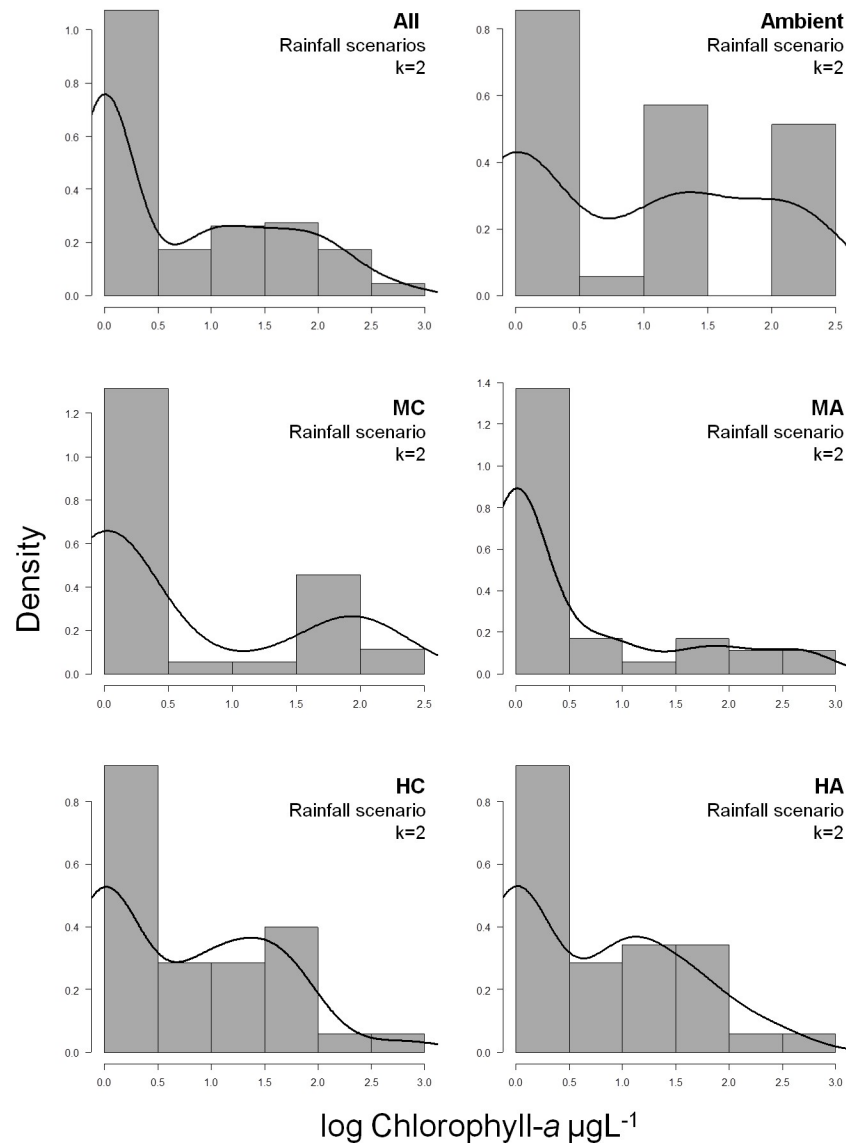 All
Rainfall scenarios
k=2
1.0
0.8
0.6
0.4
0.2
0.0
0.0 0.5 1.0 1.5 2.0 2.5 3.0
Ambient
Rainfall scenario
k=2
0.8
0.6
0.4
0.2
0.0
0.0 0.5 1.0 1.5 2.0 2.5
MC
Rainfall scenario
k=2
1.2
1.0
0.8
0.6
0.4
0.2
0.0
0.0 0.5 1.0 1.5 2.0 2.5
MA
Rainfall scenario
k=2
1.4
1.2
1.0
0.8
0.6
0.4
0.2
0.0
0.0 0.5 1.0 1.5 2.0 2.5 3.0
Density
HC
Rainfall scenario
k=2
0.8
0.6
0.4
0.2
0.0
0.0 0.5 1.0 1.5 2.0 2.5 3.0
HA
Rainfall scenario
k=2
0.8
0.6
0.4
0.2
0.0
0.0 0.5 1.0 1.5 2.0 2.5 3.0
log Chlorophyll-a µgL⁻¹